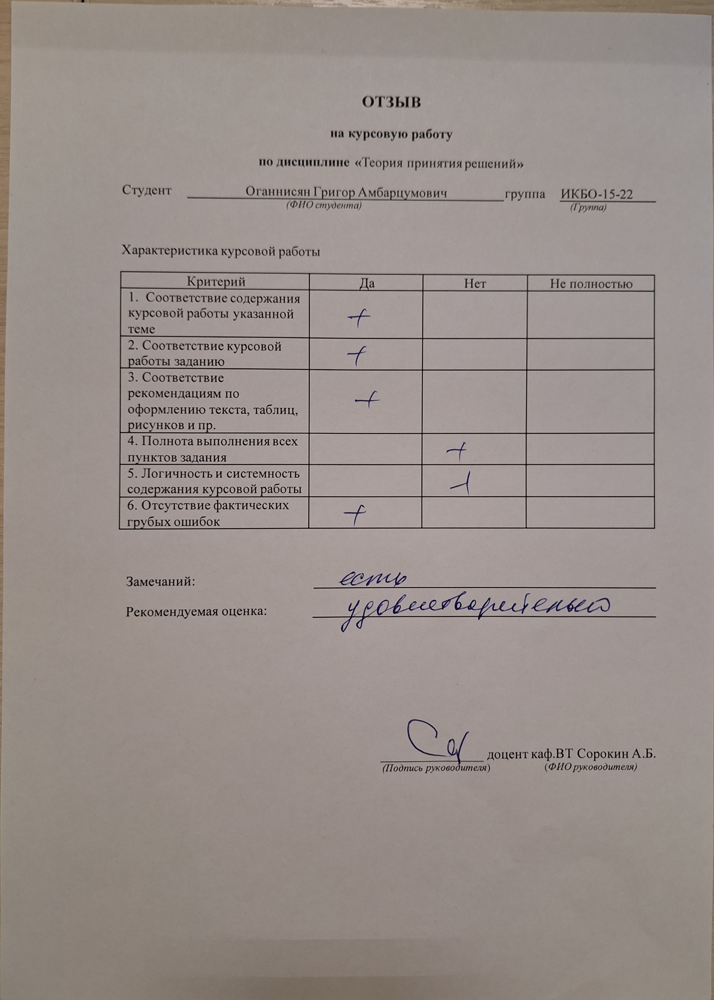 ОТЗЫВ
на курсовую работу
по дисциплине «Теория принятия решений»
Студент Оганнисян Григор Амбарцумович группа ИКБО-15-22
(ФИО студента) (Группа)
Характеристика курсовой работы
Критерий Да Нет Не полностью
1. Соответствие содержания
курсовой работы указанной
теме +
2. Соответствие курсовой
работы заданию +
3. Соответствие
рекомендациям по
оформлению текста, таблиц,
рисунков и пр. +
4. Полнота выполнения всех
пунктов задания +
5. Логичность и системность
содержания курсовой работы +
6. Отсутствие фактических
грубых ошибок +
Замечаний: есть
Рекомендуемая оценка: удовлетворительно
доцент каф.ВТ Сорокин А.Б.
(Подпись руководителя) (ФИО руководителя)